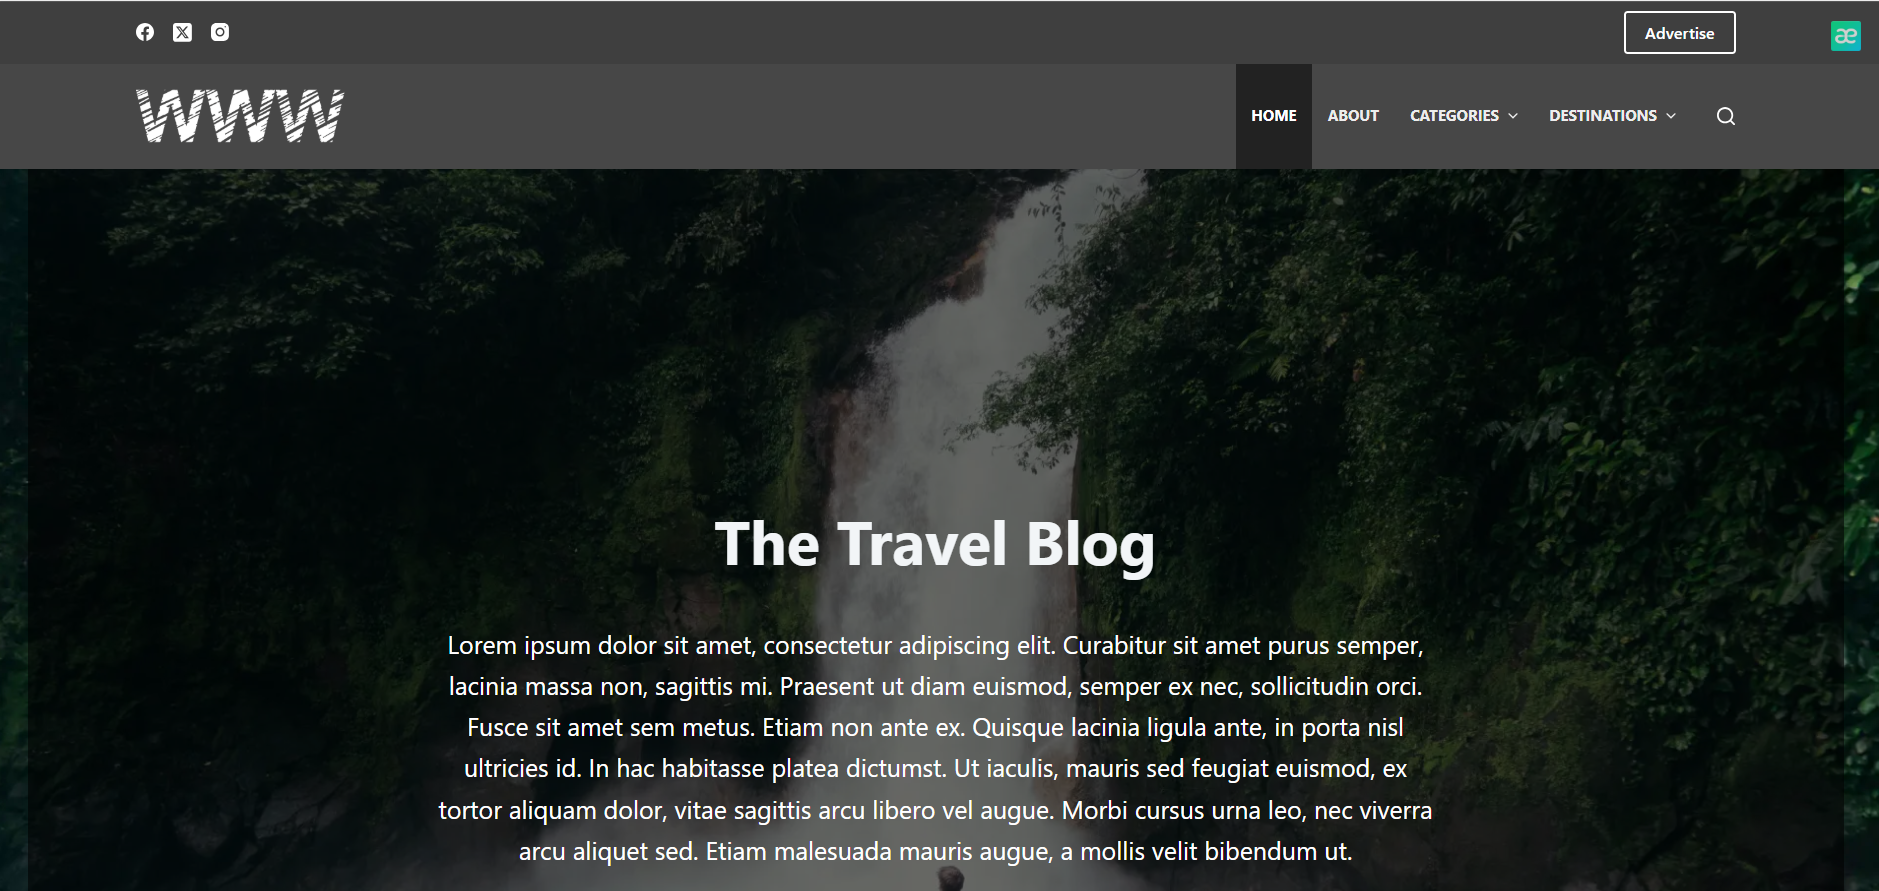 Advertise
æ
WWW
HOME ABOUT CATEGORIES DESTINATIONS
The Travel Blog
Lorem ipsum dolor sit amet, consectetur adipiscing elit. Curabitur sit amet purus semper,
lacinia massa non, sagittis mi. Praesent ut diam euismod, semper ex nec, sollicitudin orci.
Fusce sit amet sem metus. Etiam non ante ex. Quisque lacinia ligula ante, in porta nisl
ultricies id. In hac habitasse platea dictumst. Ut iaculis, mauris sed feugiat euismod, ex
tortor aliquam dolor, vitae sagittis arcu libero vel augue. Morbi cursus urna leo, nec viverra
arcu aliquet sed. Etiam malesuada mauris augue, a mollis velit bibendum ut.